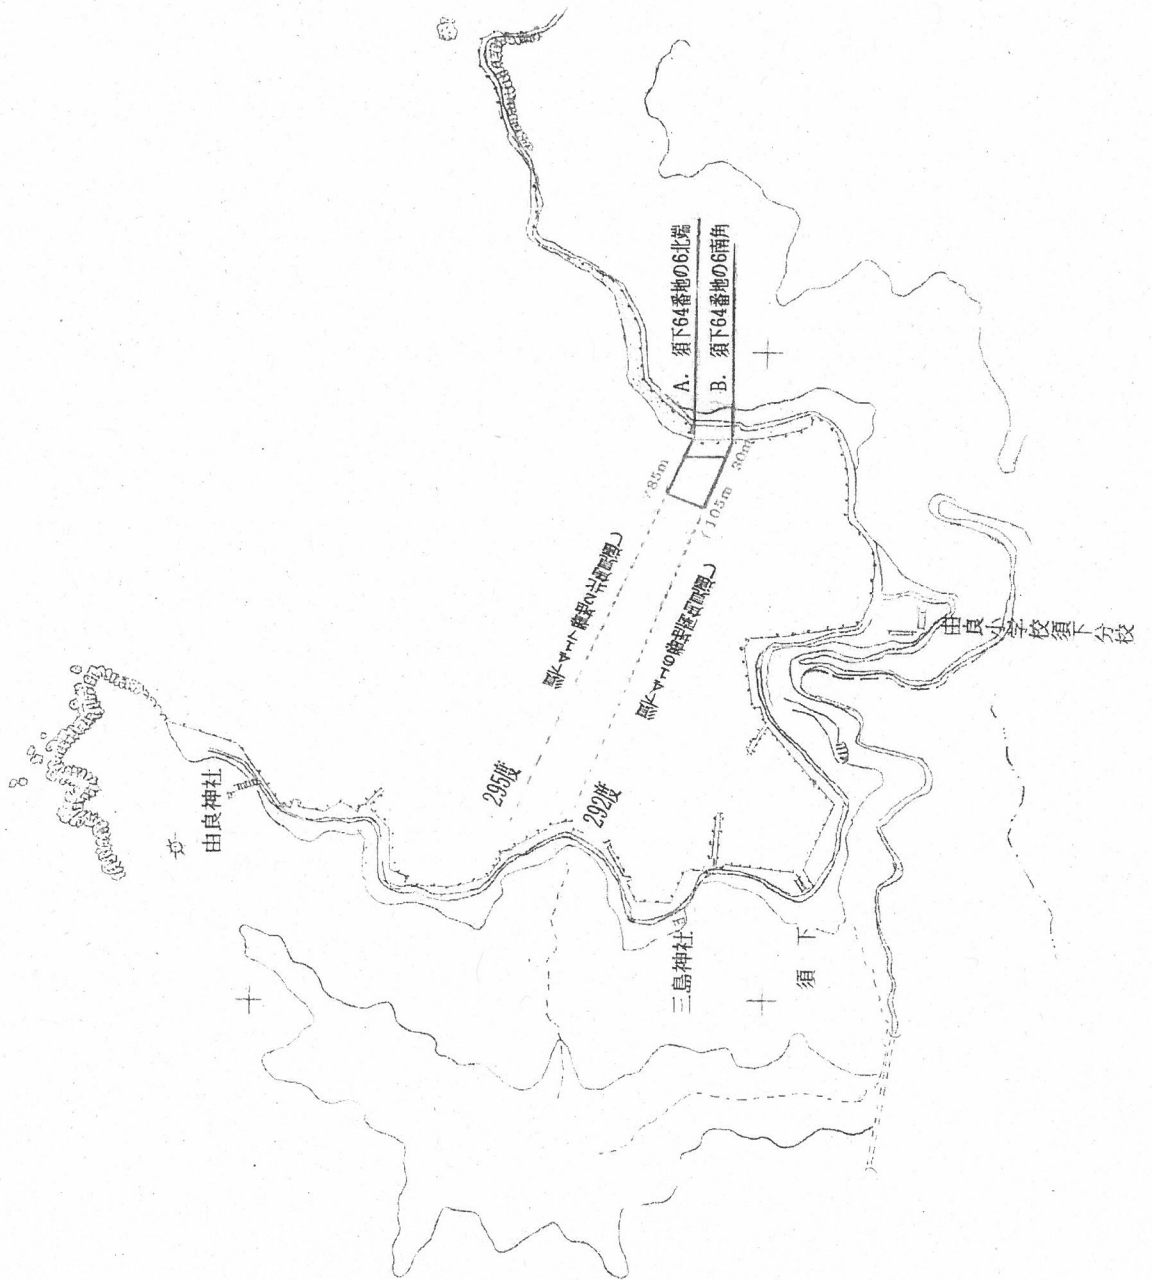 A. 須下64番地の6北端
B. 須下64番地の6南角
85m
30m
105m
295度
292度
由良神社
三島神社
須下
由良小学校須下分校